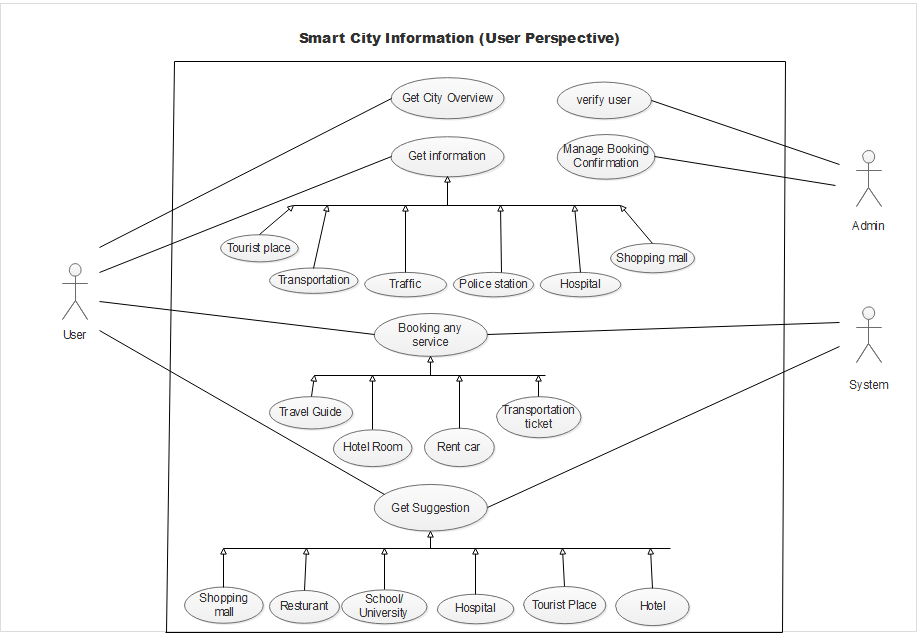 Smart City Information (User Perspective)
Get City Overview
verify user
Get information
Manage Booking
Confirmation
Admin
Tourist place
Transportation
Traffic
Police station
Hospital
Shopping mall
User
Booking any
service
System
Travel Guide
Hotel Room
Rent car
Transportation
ticket
Get Suggestion
Shopping
mall
Resturant
School/
University
Hospital
Tourist Place
Hotel